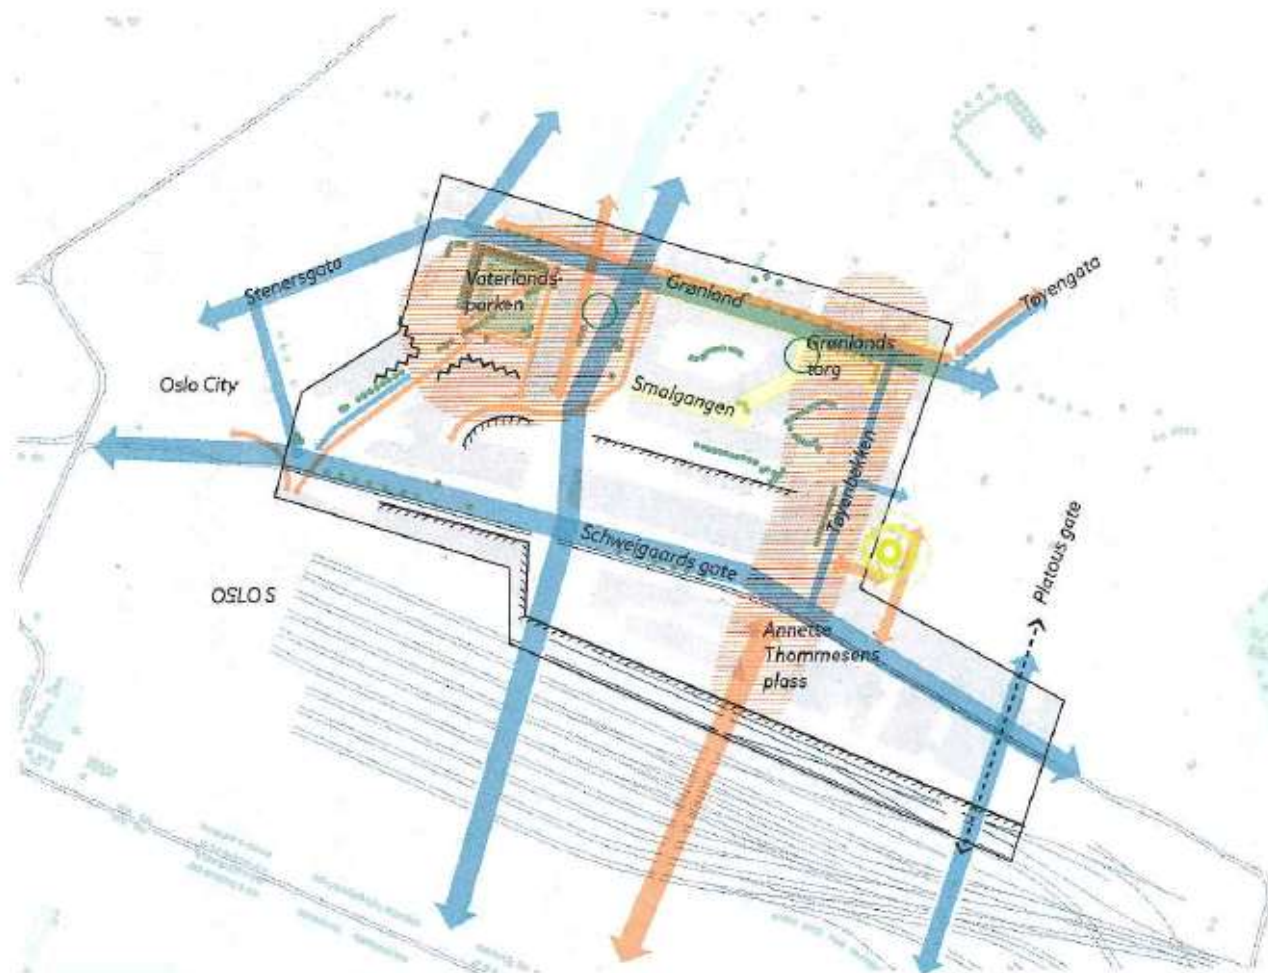 Stenersgata
Vaterlands-
parken
Grønland
Tøyengata
Grønlands
torg
Oslo City
Smalgangen
Tøyenbekken
Schweigaards gate
Platous gate
OSLO S
Annette
Thommesens
plass